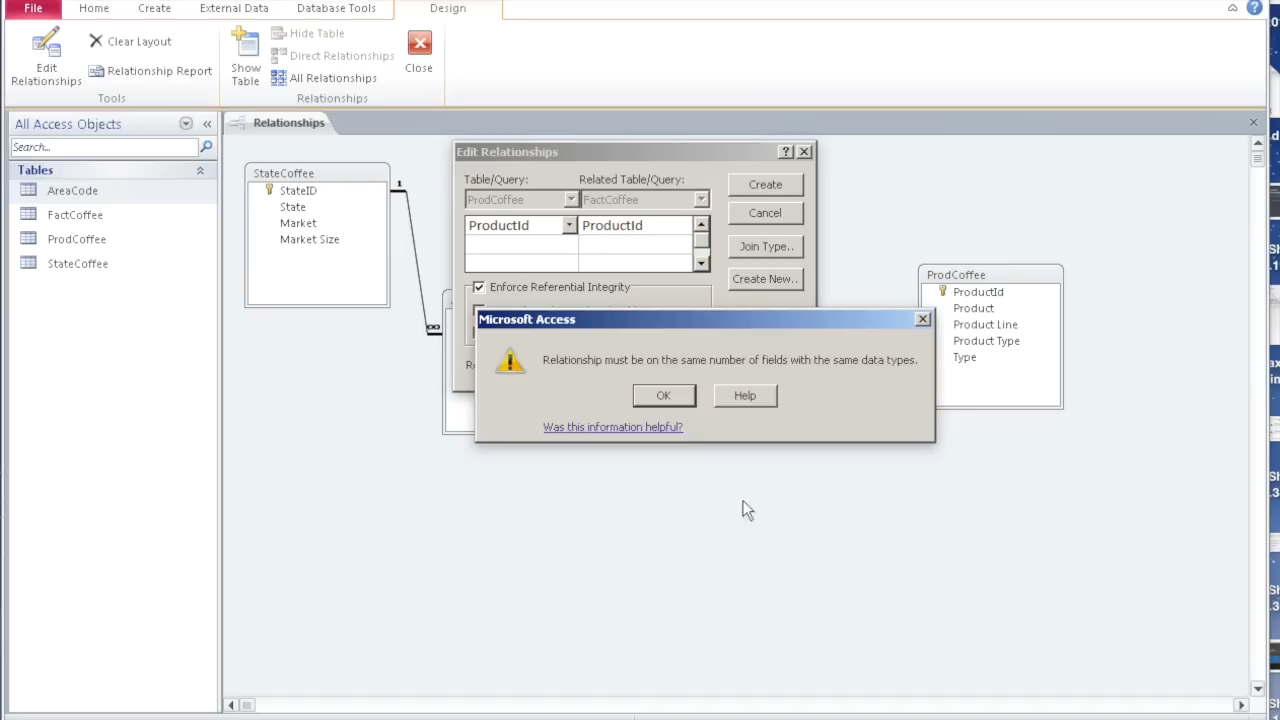 File Home Create External Data Database Tools Design
Clear Layout
Edit Relationships
Relationship Report
Tools
Show Table
Hide Table
Direct Relationships
All Relationships
Close
Relationships
All Access Objects
Search...
Tables
AreaCode
FactCoffee
ProdCoffee
StateCoffee
Relationships
StateCoffee
StateID
State
Market
Market Size
1
∞
Edit Relationships
Table/Query: Related Table/Query:
ProdCoffee FactCoffee
ProductId ProductId
Enforce Referential Integrity
Create
Cancel
Join Type..
Create New..
Microsoft Access
Relationship must be on the same number of fields with the same data types.
OK Help
Was this information helpful?
ProdCoffee
ProductId
Product
Product Line
Product Type
Type